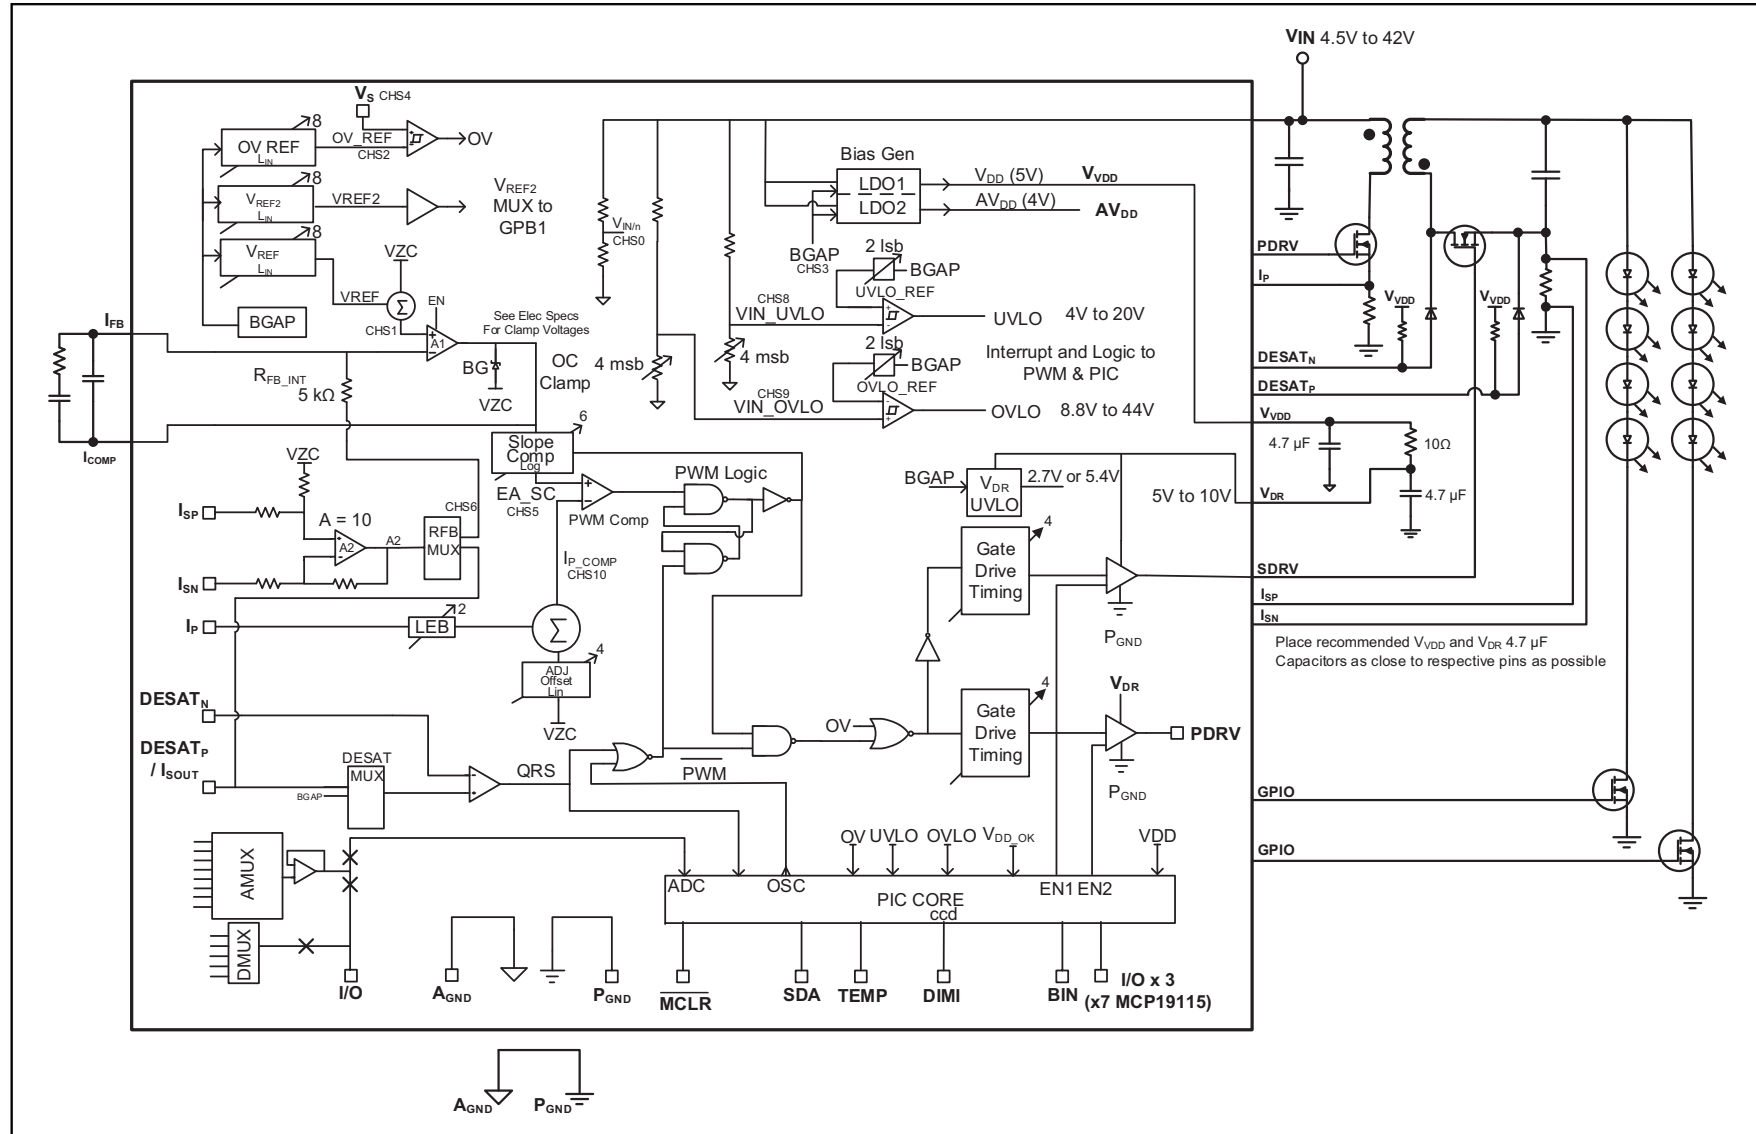 VIN 4.5V to 42V
VS CHS4
8
OV REF
LIN
OV_REF
CHS2
OV
8
VREF2
LIN
VREF2
VREF2
MUX to
GPB1
8
VREF
LIN
VREF
VZC
Σ
CHS1
BGAP
EN
A1
See Elec Specs
For Clamp Voltages
BG
VZC
OC
Clamp
IFB
RFB_INT
5 kΩ
ICOMP
VIN/n
CHS0
4 msb
4 msb
Bias Gen
LDO1
LDO2
VDD (5V)
VVDD
AVDD (4V)
AVDD
BGAP
CHS3
2 lsb
BGAP
UVLO_REF
CHS8
VIN_UVLO
UVLO
4V to 20V
2 lsb
BGAP
OVLO_REF
Interrupt and Logic to
PWM & PIC
CHS9
VIN_OVLO
OVLO
8.8V to 44V
PDRV
IP
VVDD
VVDD
DESATN
DESATP
VVDD
4.7 µF
10Ω
VDR
4.7 µF
5V to 10V
6
Slope
Comp
Log
EA_SC
CHS5
PWM Comp
PWM Logic
VZC
ISP
A = 10
A2
A2
CHS6
RFB
MUX
ISN
IP_COMP
CHS10
IP
2
LEB
Σ
4
ADJ
Offset
Lin
VZC
BGAP
VDR
UVLO
2.7V or 5.4V
4
Gate
Drive
Timing
PGND
SDRV
ISP
ISN
Place recommended VVDD and VDR 4.7 µF
Capacitors as close to respective pins as possible
DESATN
DESATP
/ ISOUT
DESAT
MUX
BGAP
QRS
PWM
OV
4
Gate
Drive
Timing
VDR
PGND
PDRV
GPIO
GPIO
AMUX
DMUX
I/O
AGND
PGND
OV
UVLO
OVLO
VDD_OK
VDD
ADC
OSC
EN1
EN2
PIC CORE
ccd
MCLR
SDA
TEMP
DIMI
BIN
I/O x 3
(x7 MCP19115)
AGND
PGND